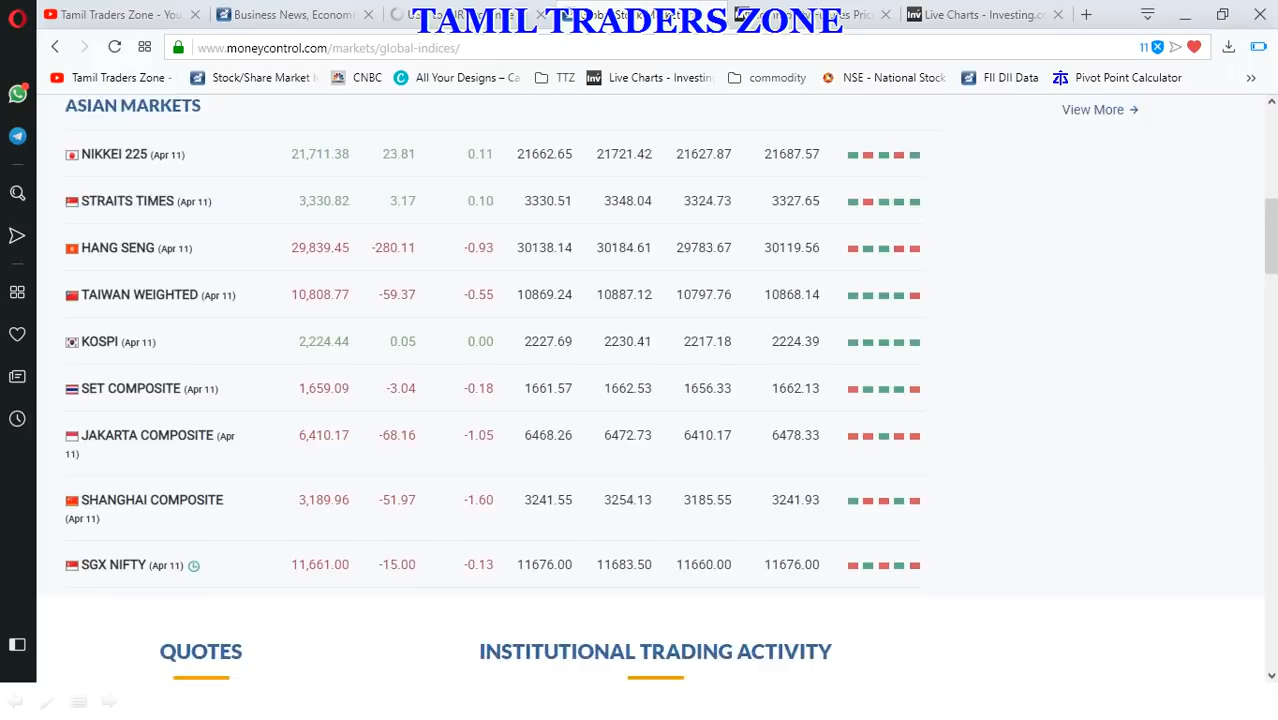 Tamil Traders Zone - You
Business News, Economi
TAMIL TRADERS ZONE
Live Charts - Investing.co
www.moneycontrol.com/markets/global-indices/
11
Tamil Traders Zone -
Stock/Share Market I
CNBC
All Your Designs – Ca
TTZ
Live Charts - Investing
commodity
NSE - National Stock
FII DII Data
Pivot Point Calculator
ASIAN MARKETS
View More →
NIKKEI 225 (Apr 11) 21,711.38 23.81 0.11 21662.65 21721.42 21627.87 21687.57
STRAITS TIMES (Apr 11) 3,330.82 3.17 0.10 3330.51 3348.04 3324.73 3327.65
HANG SENG (Apr 11) 29,839.45 -280.11 -0.93 30138.14 30184.61 29783.67 30119.56
TAIWAN WEIGHTED (Apr 11) 10,808.77 -59.37 -0.55 10869.24 10887.12 10797.76 10868.14
KOSPI (Apr 11) 2,224.44 0.05 0.00 2227.69 2230.41 2217.18 2224.39
SET COMPOSITE (Apr 11) 1,659.09 -3.04 -0.18 1661.57 1662.53 1656.33 1662.13
JAKARTA COMPOSITE (Apr 6,410.17 -68.16 -1.05 6468.26 6472.73 6410.17 6478.33
11)
SHANGHAI COMPOSITE 3,189.96 -51.97 -1.60 3241.55 3254.13 3185.55 3241.93
(Apr 11)
SGX NIFTY (Apr 11) 11,661.00 -15.00 -0.13 11676.00 11683.50 11660.00 11676.00
QUOTES
INSTITUTIONAL TRADING ACTIVITY